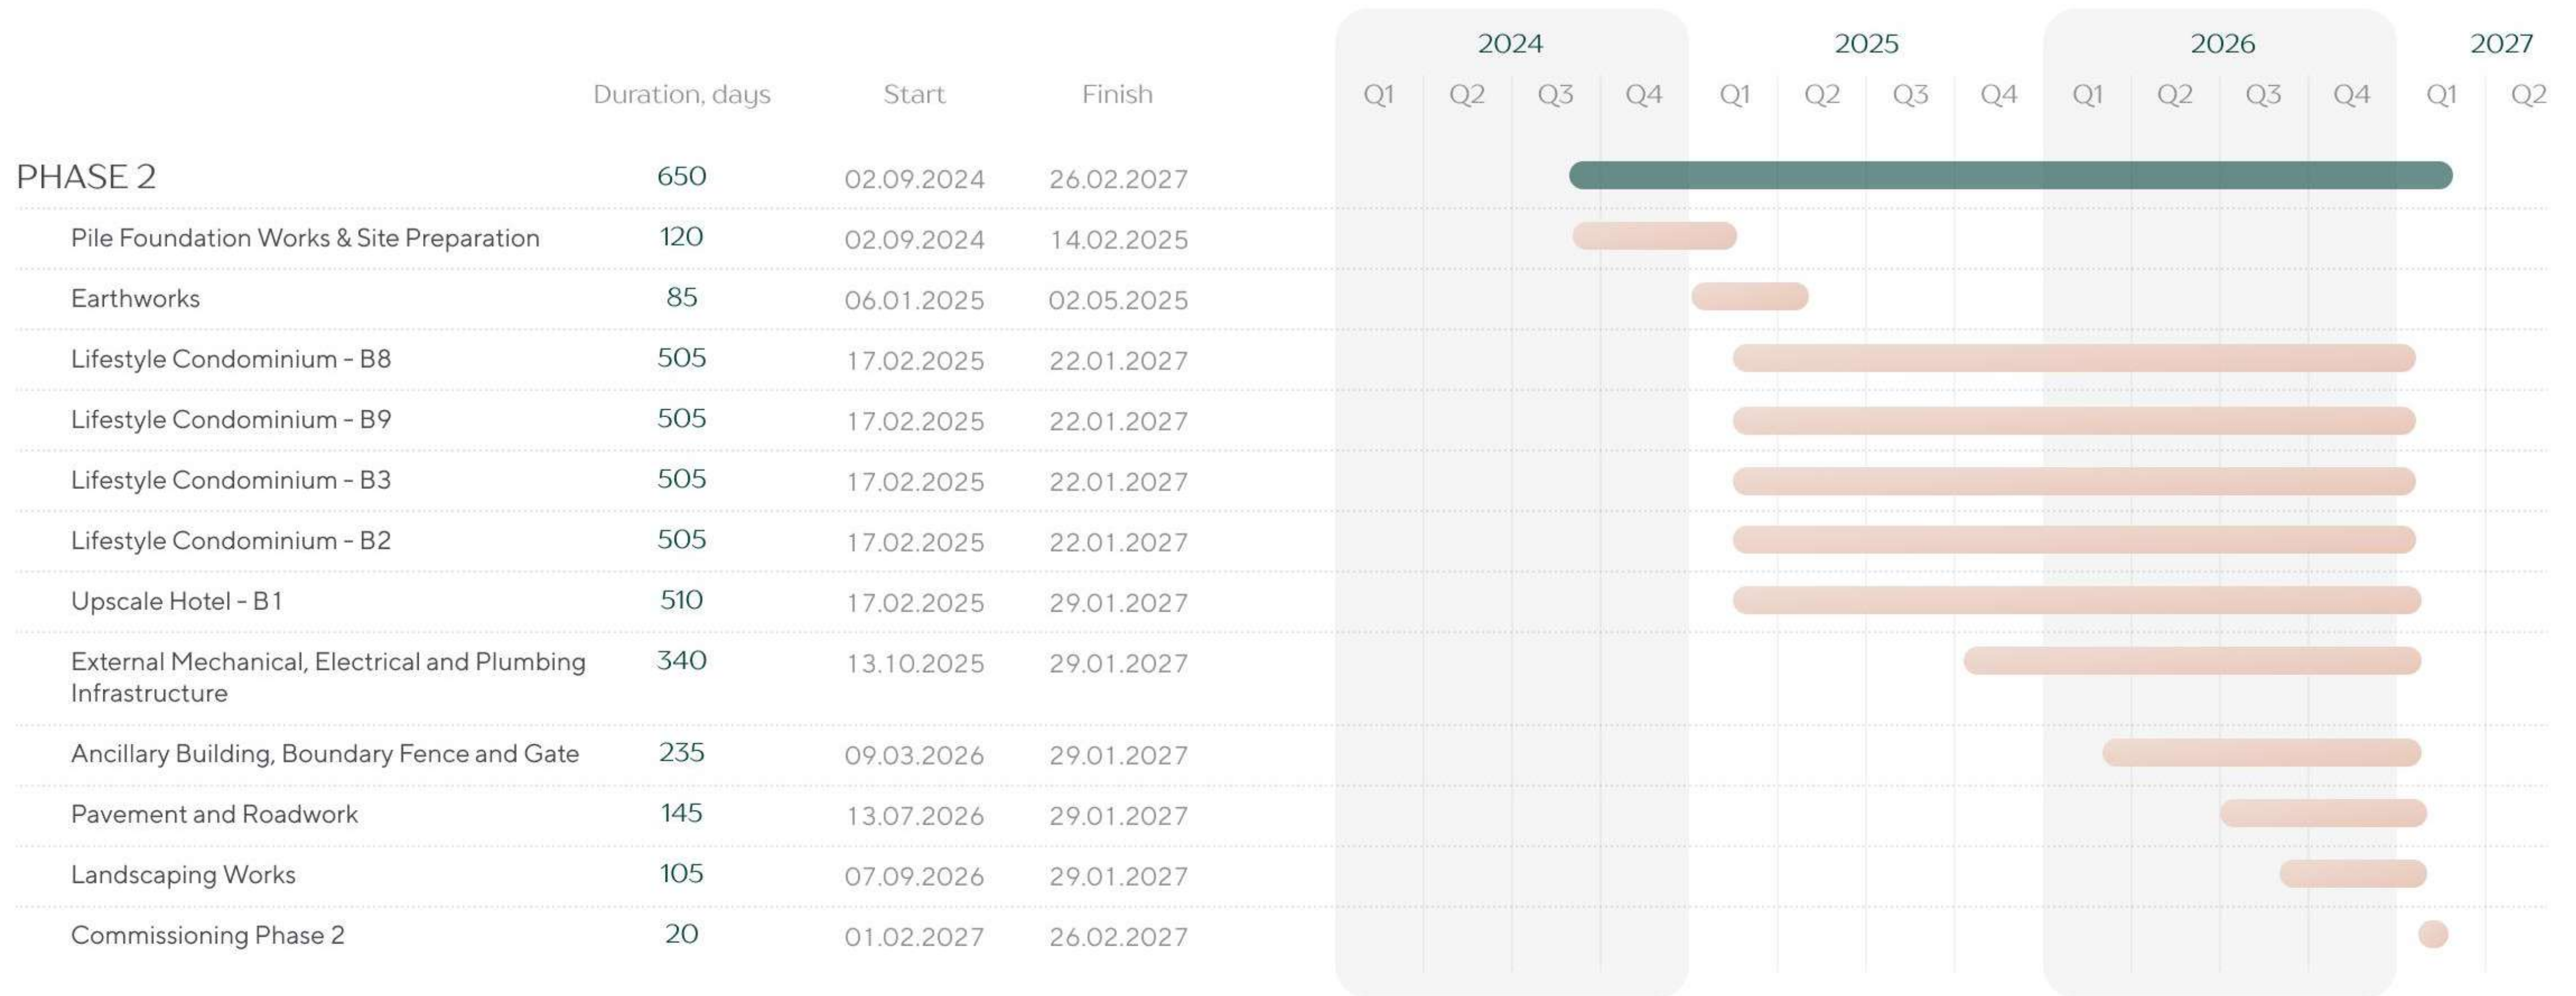 2024 2025 2026 2027
Duration, days Start Finish Q1 Q2 Q3 Q4 Q1 Q2 Q3 Q4 Q1 Q2 Q3 Q4 Q1 Q2
PHASE 2 650 02.09.2024 26.02.2027
Pile Foundation Works & Site Preparation 120 02.09.2024 14.02.2025
Earthworks 85 06.01.2025 02.05.2025
Lifestyle Condominium - B8 505 17.02.2025 22.01.2027
Lifestyle Condominium - B9 505 17.02.2025 22.01.2027
Lifestyle Condominium - B3 505 17.02.2025 22.01.2027
Lifestyle Condominium - B2 505 17.02.2025 22.01.2027
Upscale Hotel - B1 510 17.02.2025 29.01.2027
External Mechanical, Electrical and Plumbing 340 13.10.2025 29.01.2027
Infrastructure
Ancillary Building, Boundary Fence and Gate 235 09.03.2026 29.01.2027
Pavement and Roadwork 145 13.07.2026 29.01.2027
Landscaping Works 105 07.09.2026 29.01.2027
Commissioning Phase 2 20 01.02.2027 26.02.2027